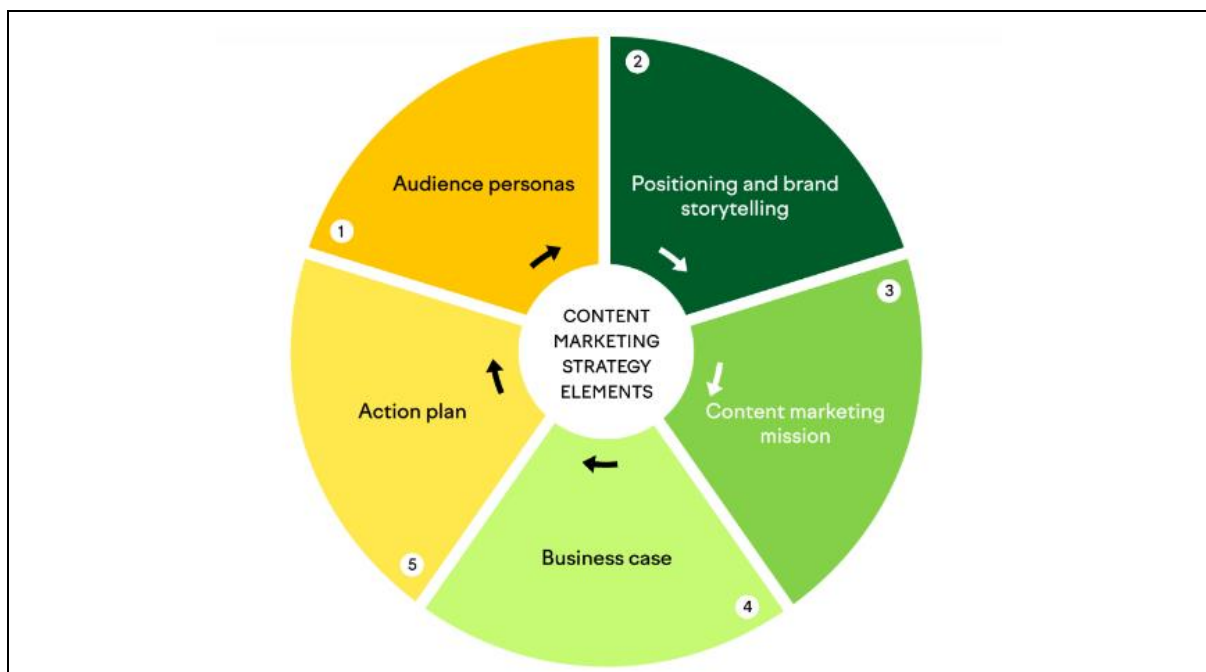 CONTENT
MARKETING
STRATEGY
ELEMENTS
1
Audience personas
2
Positioning and brand
storytelling
3
Content marketing
mission
4
Business case
5
Action plan